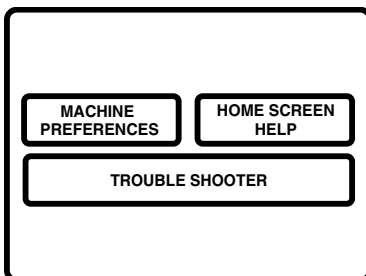 MACHINE
PREFERENCES
HOME SCREEN
HELP
TROUBLE SHOOTER